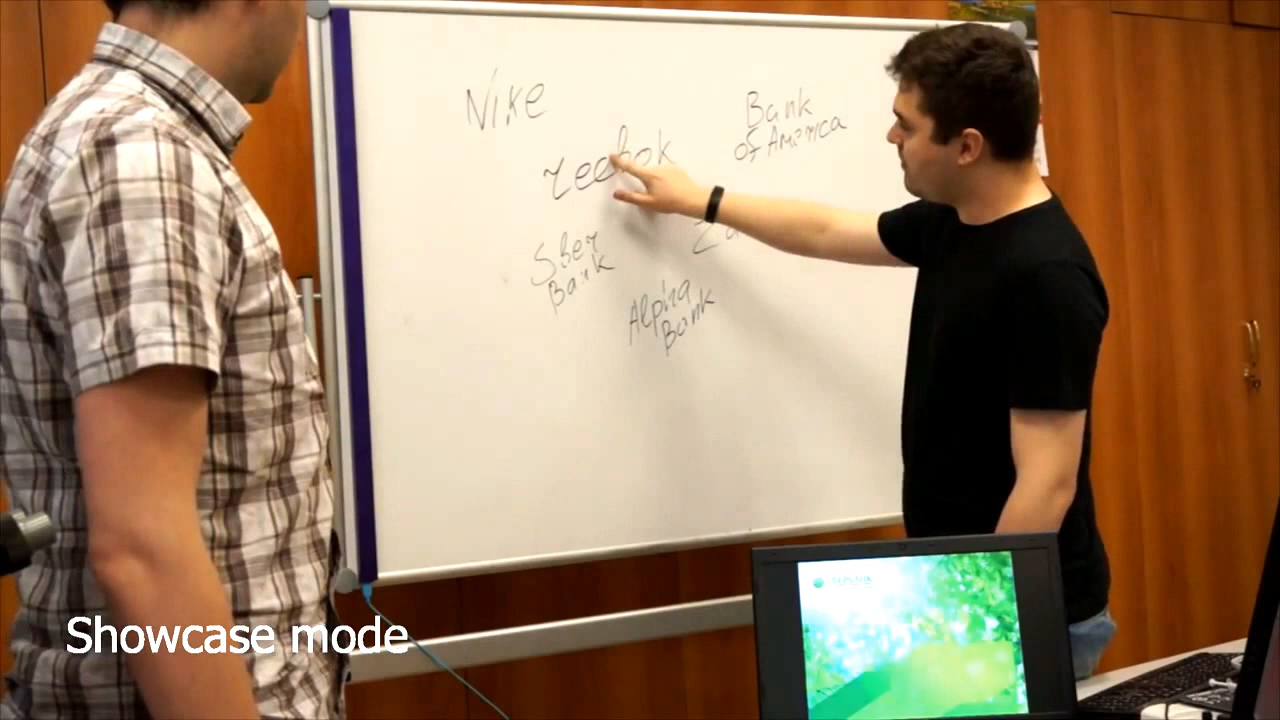 Nike
reebok
Bank
of America
Sber
Bank
Alpha
Bank
Showcase mode